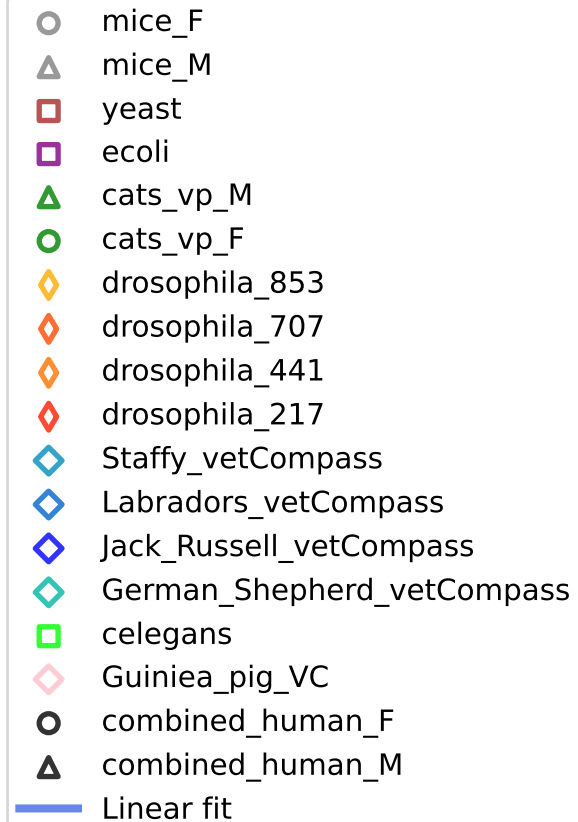 mice_F
mice_M
yeast
ecoli
cats_vp_M
cats_vp_F
drosophila_853
drosophila_707
drosophila_441
drosophila_217
Staffy_vetCompass
Labradors_vetCompass
Jack_Russell_vetCompass
German_Shepherd_vetCompass
celegans
Guiniea_pig_VC
combined_human_F
combined_human_M
Linear fit